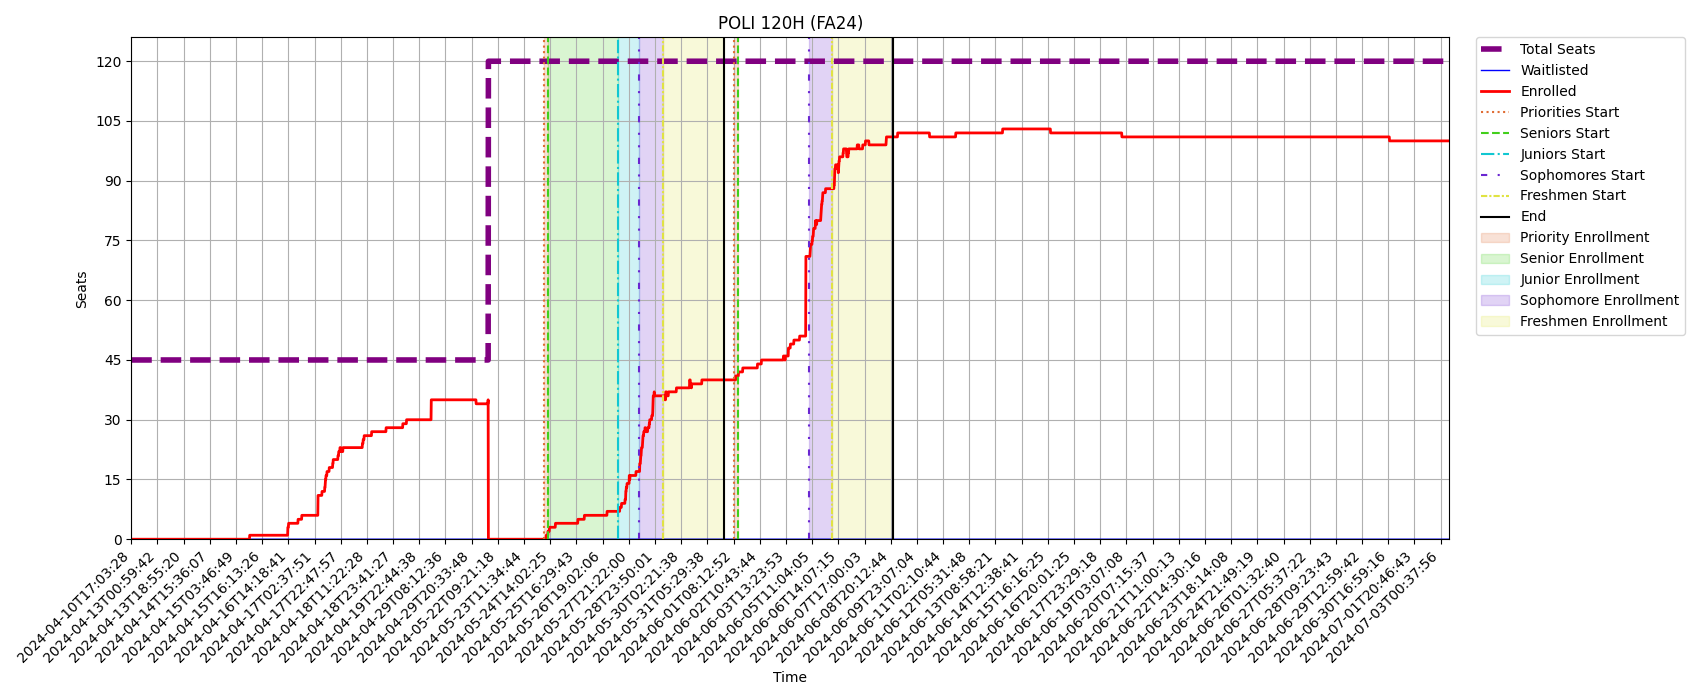 POLI 120H (FA24)
Seats
120
105
90
75
60
45
30
15
0
2024-04-10T17:03:28
2024-04-13T00:59:42
2024-04-13T18:55:20
2024-04-14T15:36:07
2024-04-15T03:46:49
2024-04-15T16:13:26
2024-04-16T14:18:41
2024-04-17T02:37:51
2024-04-17T22:47:57
2024-04-18T11:22:28
2024-04-18T23:41:27
2024-04-19T22:44:38
2024-04-29T08:12:36
2024-04-29T20:33:48
2024-05-22T09:21:18
2024-05-23T11:34:44
2024-05-24T14:02:25
2024-05-25T16:29:43
2024-05-26T19:02:06
2024-05-27T21:22:00
2024-05-28T23:50:01
2024-05-30T02:21:38
2024-05-31T05:29:38
2024-06-01T08:12:52
2024-06-02T10:43:44
2024-06-03T13:23:53
2024-06-05T11:04:05
2024-06-06T14:07:15
2024-06-07T17:00:03
2024-06-08T20:12:44
2024-06-09T23:07:04
2024-06-11T02:10:44
2024-06-12T05:31:48
2024-06-13T08:58:21
2024-06-14T12:38:41
2024-06-15T16:16:25
2024-06-16T20:01:25
2024-06-17T23:29:18
2024-06-19T03:07:08
2024-06-20T07:15:37
2024-06-21T11:00:13
2024-06-22T14:30:16
2024-06-23T18:14:08
2024-06-24T21:49:19
2024-06-26T01:32:40
2024-06-27T05:37:22
2024-06-28T09:23:43
2024-06-29T12:59:42
2024-06-30T16:59:16
2024-07-01T20:46:43
2024-07-03T00:37:56
Time
Total Seats
Waitlisted
Enrolled
Priorities Start
Seniors Start
Juniors Start
Sophomores Start
Freshmen Start
End
Priority Enrollment
Senior Enrollment
Junior Enrollment
Sophomore Enrollment
Freshmen Enrollment